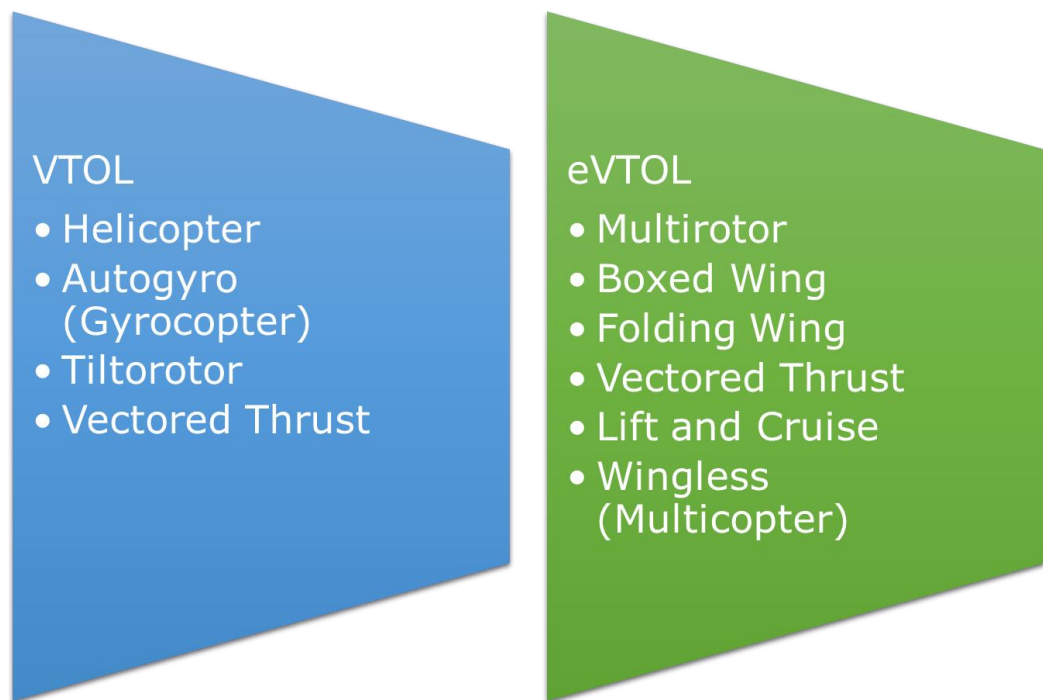 VTOL
• Helicopter
• Autogyro
(Gyrocopter)
• Tiltorotor
• Vectored Thrust
eVTOL
• Multirotor
• Boxed Wing
• Folding Wing
• Vectored Thrust
• Lift and Cruise
• Wingless
(Multicopter)